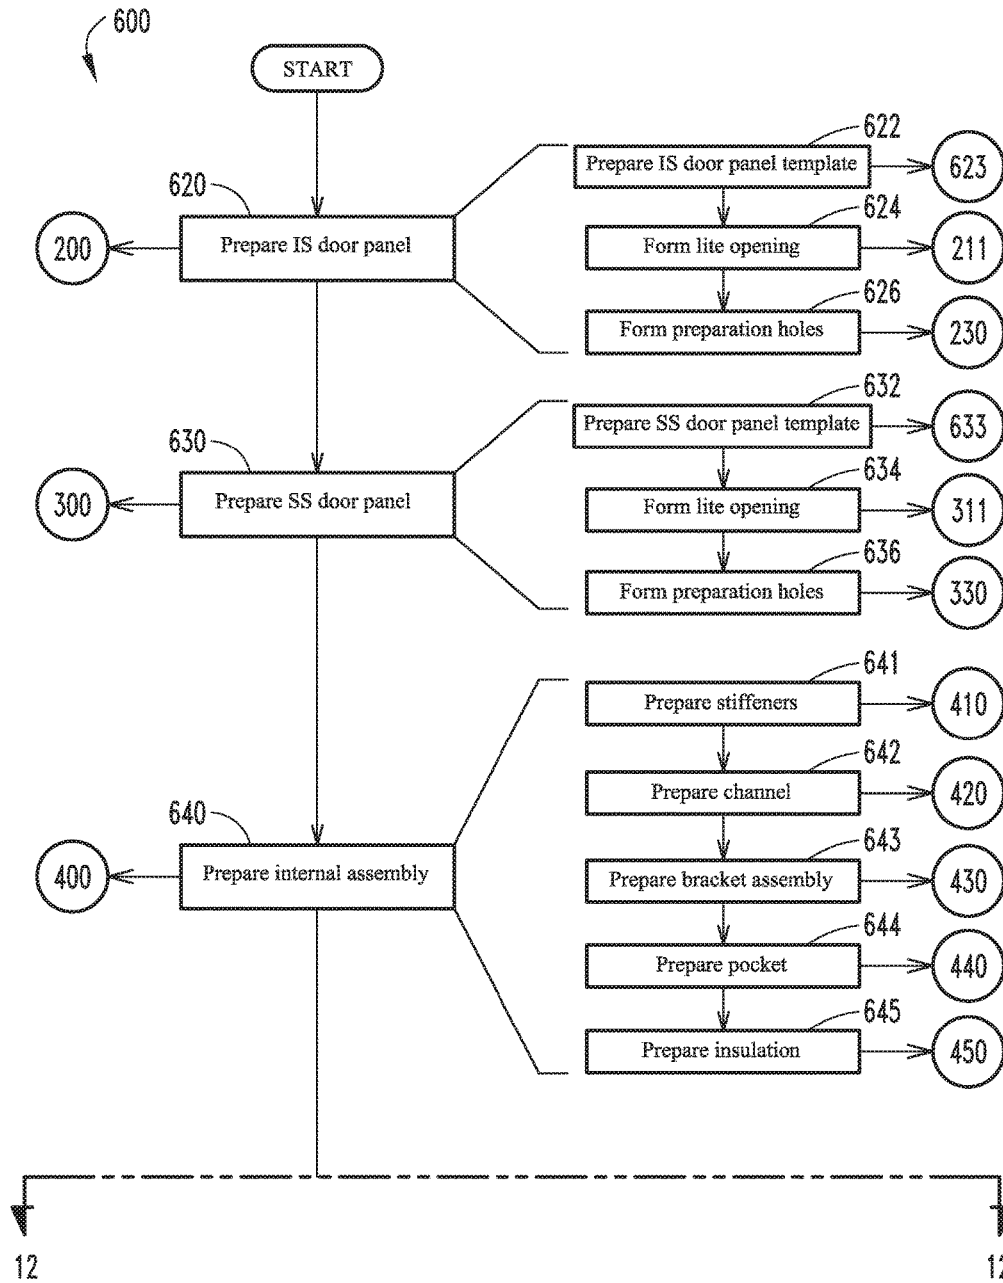 600
START
622
Prepare IS door panel template
623
620
624
200
Prepare IS door panel
Form lite opening
211
626
Form preparation holes
230
632
Prepare SS door panel template
633
630
634
300
Prepare SS door panel
Form lite opening
311
636
Form preparation holes
330
641
Prepare stiffeners
410
642
Prepare channel
420
640
643
400
Prepare internal assembly
Prepare bracket assembly
430
644
Prepare pocket
440
645
Prepare insulation
450
12
12